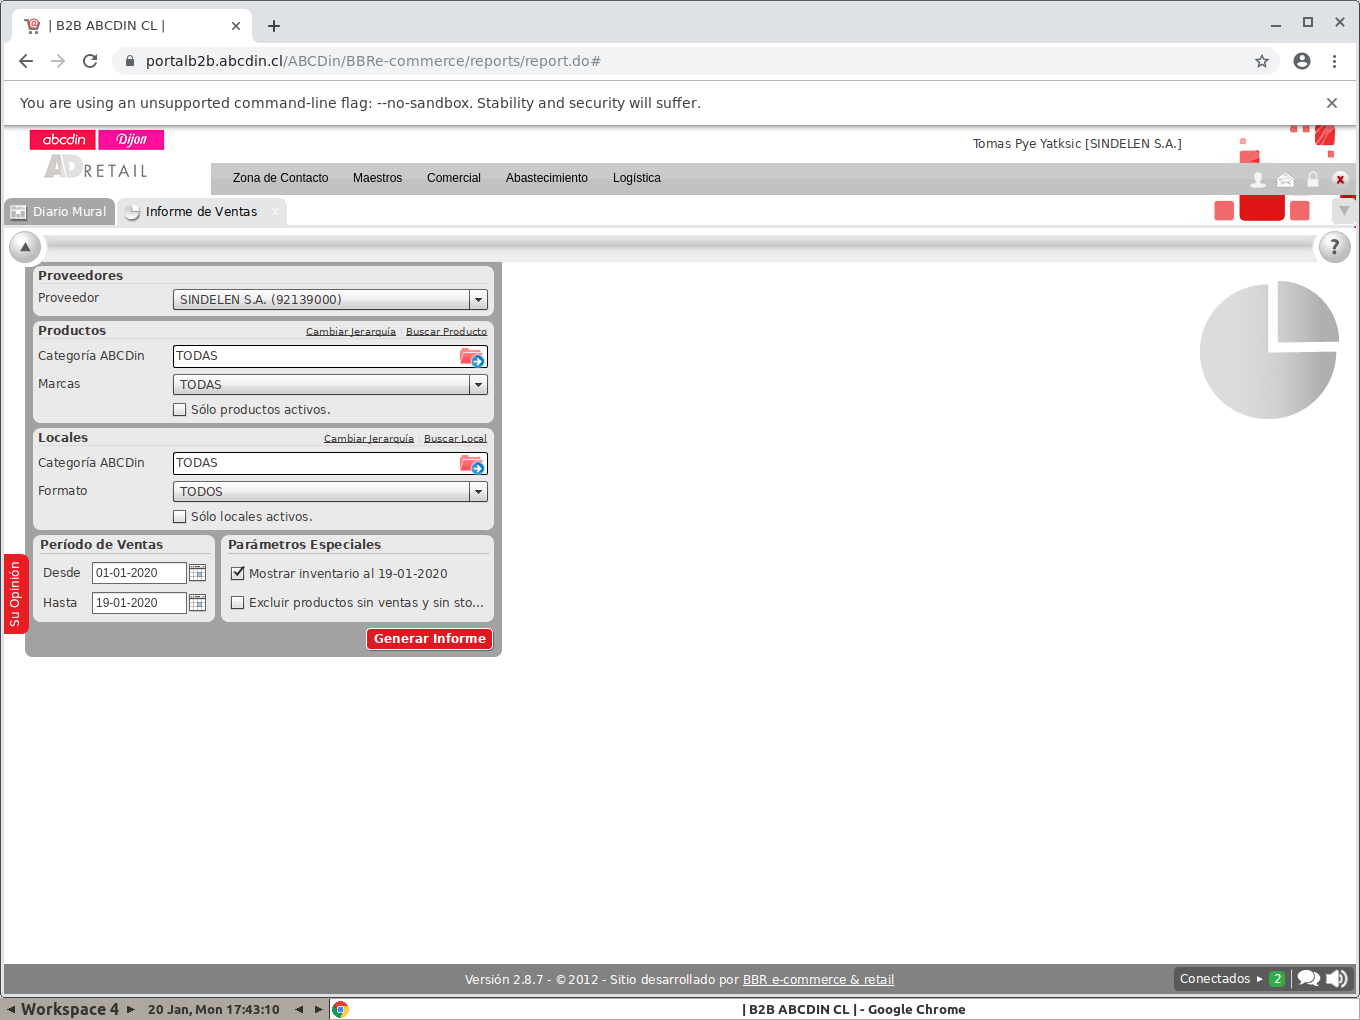 | B2B ABCDIN CL |
portalb2b.abcdin.cl/ABCDin/BBRe-commerce/reports/report.do#
You are using an unsupported command-line flag: --no-sandbox. Stability and security will suffer.
abcdin Dijon
Tomas Pye Yatksic [SINDELEN S.A.]
ADRETAIL
Zona de Contacto Maestros Comercial Abastecimiento Logística
Diario Mural Informe de Ventas x
?
Proveedores
Proveedor SINDELEN S.A. (92139000)
Productos Cambiar Jerarquía | Buscar Producto
Categoría ABCDin TODAS
Marcas TODAS
Sólo productos activos.
Locales Cambiar Jerarquía | Buscar Local
Categoría ABCDin TODAS
Formato TODOS
Sólo locales activos.
Período de Ventas Parámetros Especiales
Desde 01-01-2020 Mostrar inventario al 19-01-2020
Hasta 19-01-2020 Excluir productos sin ventas y sin sto...
Su Opinión
Generar Informe
Versión 2.8.7 - © 2012 - Sitio desarrollado por BBR e-commerce & retail
Conectados 2
Workspace 4 20 Jan, Mon 17:43:10 | B2B ABCDIN CL | - Google Chrome